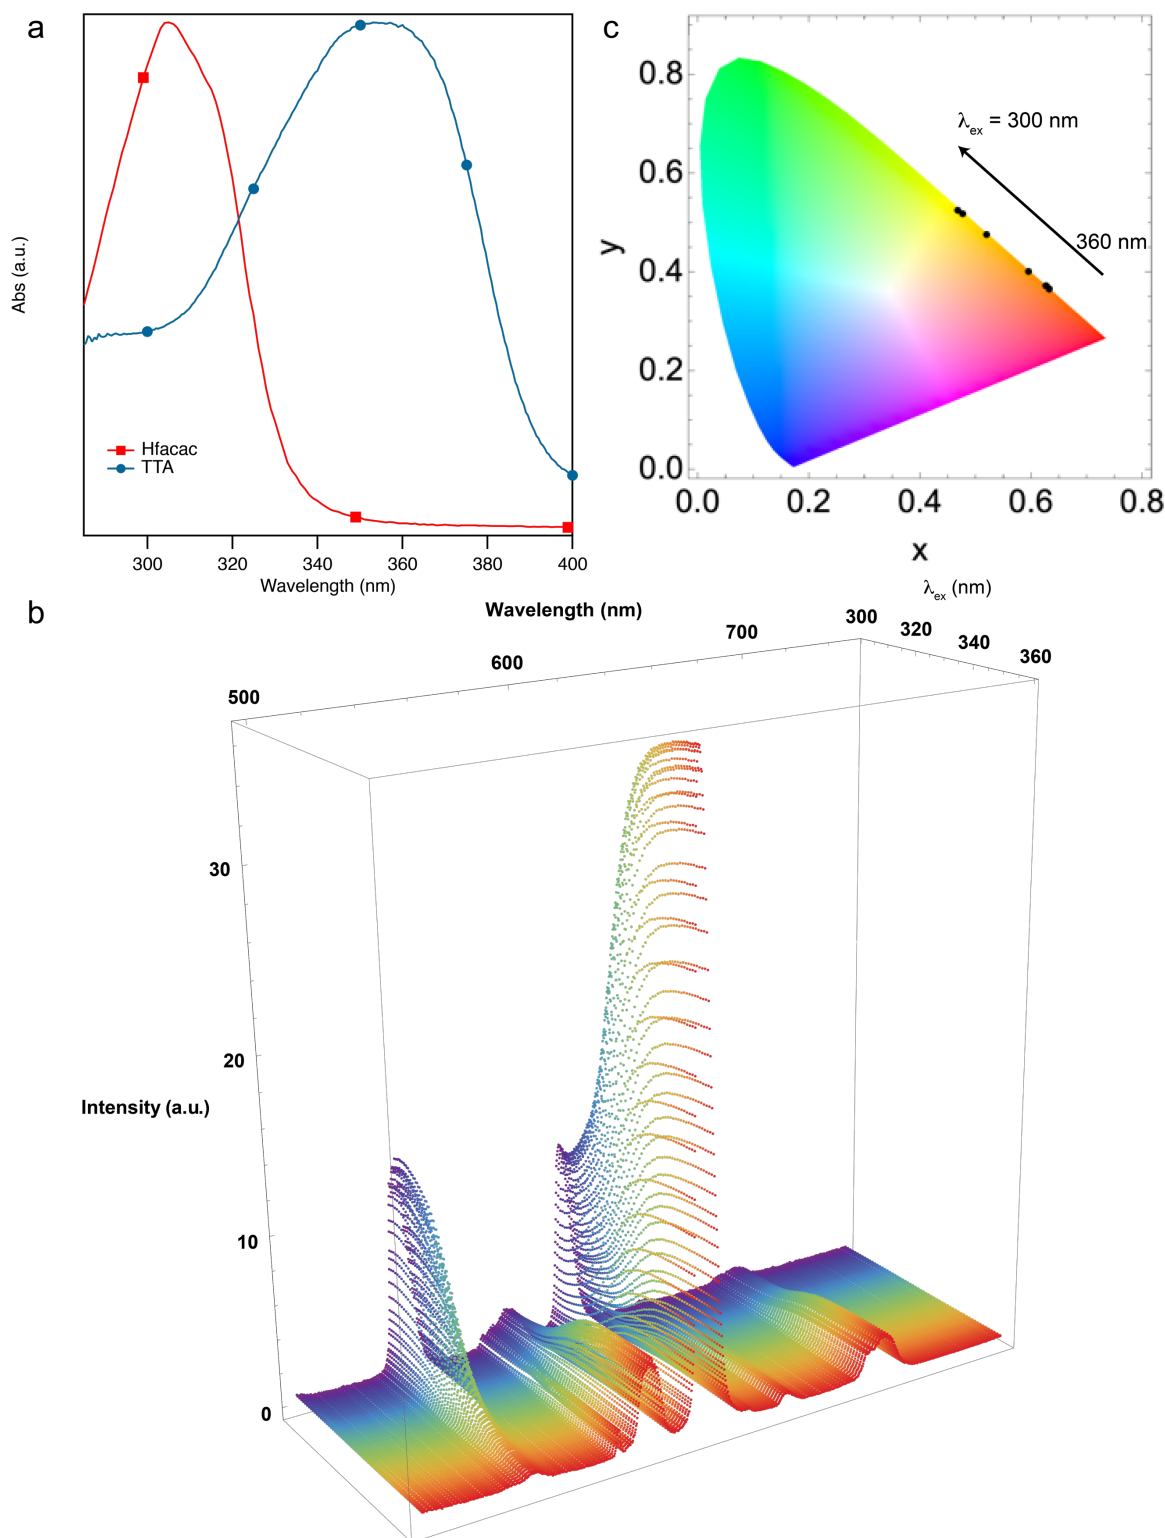 a
Abs (a.u.)
Hfacac
TTA
300
320
340
360
380
400
Wavelength (nm)
c
λex = 300 nm
360 nm
y
0.8
0.6
0.4
0.2
0.0
0.0
0.2
0.4
0.6
0.8
x
b
Wavelength (nm)
λex (nm)
500
600
700
300
320
340
360
30
20
Intensity (a.u.)
10
0